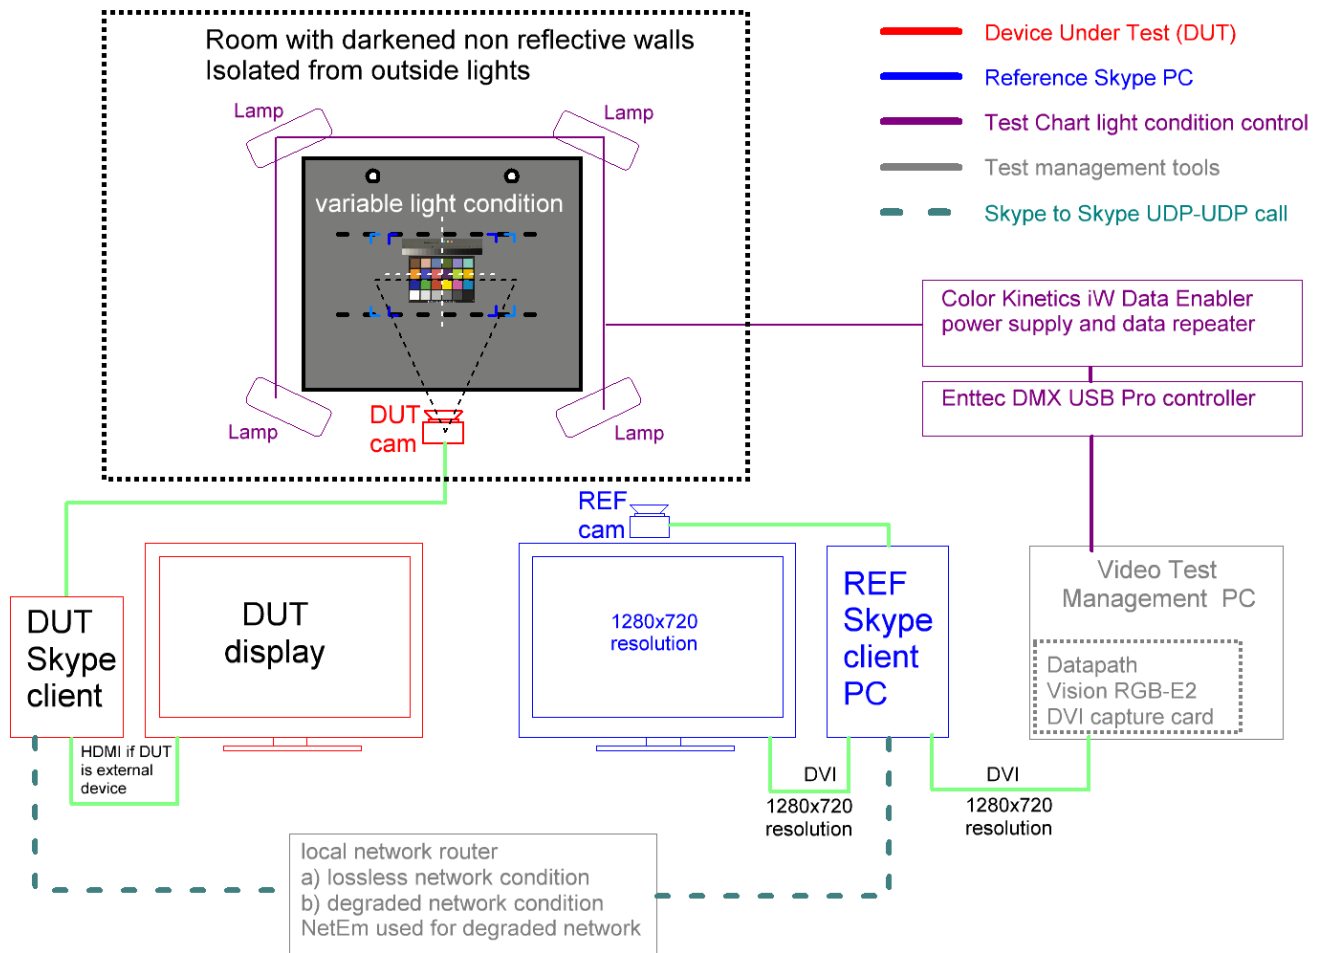 Room with darkened non reflective walls
Isolated from outside lights
Lamp
Lamp
variable light condition
DUT
cam
Lamp
Lamp
Device Under Test (DUT)
Reference Skype PC
Test Chart light condition control
Test management tools
Skype to Skype UDP-UDP call
Color Kinetics iW Data Enabler
power supply and data repeater
Enttec DMX USB Pro controller
REF
cam
DUT
Skype
client
DUT
display
1280x720
resolution
REF
Skype
client
PC
Video Test
Management PC
Datapath
Vision RGB-E2
DVI capture card
HDMI if DUT
is external
device
DVI
1280x720
resolution
DVI
1280x720
resolution
local network router
a) lossless network condition
b) degraded network condition
NetEm used for degraded network